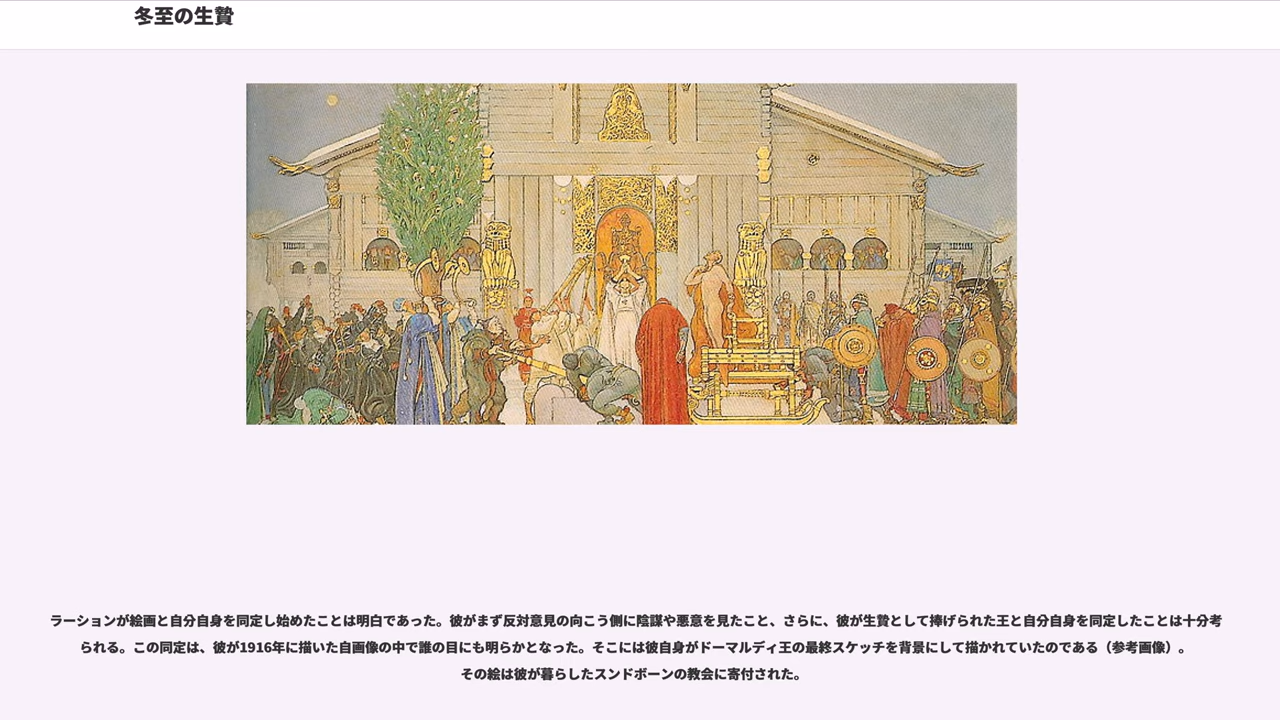 冬至の生贄
ラーションが絵画と自分自身を同定し始めたことは明白であった。彼がまず反対意見の向こう側に陰謀や悪意を見たこと、さらに、彼が生贄として捧げられた王と自分自身を同定したことは十分考
られる。この同定は、彼が1916年に描いた自画像の中で誰の目にも明らかとなった。そこには彼自身がドーマルディ王の最終スケッチを背景にして描かれていたのである（参考画像）。
その絵は彼が暮らしたスンドボーンの教会に寄付された。